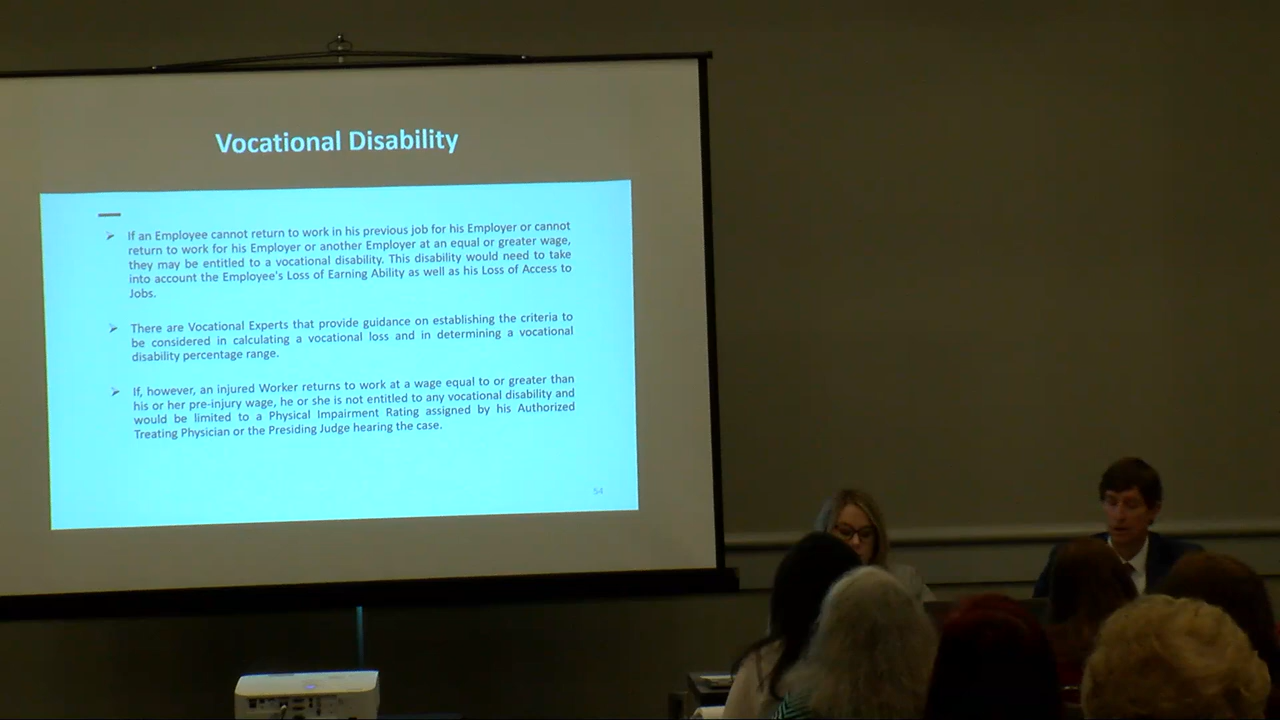 Vocational Disability
➢ If an Employee cannot return to work in his previous job for his Employer or cannot
return to work for his Employer or another Employer at an equal or greater wage,
they may be entitled to a vocational disability. This disability would need to take
into account the Employee's Loss of Earning Ability as well as his Loss of Access to
Jobs.
➢ There are Vocational Experts that provide guidance on establishing the criteria to
be considered in calculating a vocational loss and in determining a vocational
disability percentage range.
➢ If, however, an injured Worker returns to work at a wage equal to or greater than
his or her pre-injury wage, he or she is not entitled to any vocational disability and
would be limited to a Physical Impairment Rating assigned by his Authorized
Treating Physician or the Presiding Judge hearing the case.
54